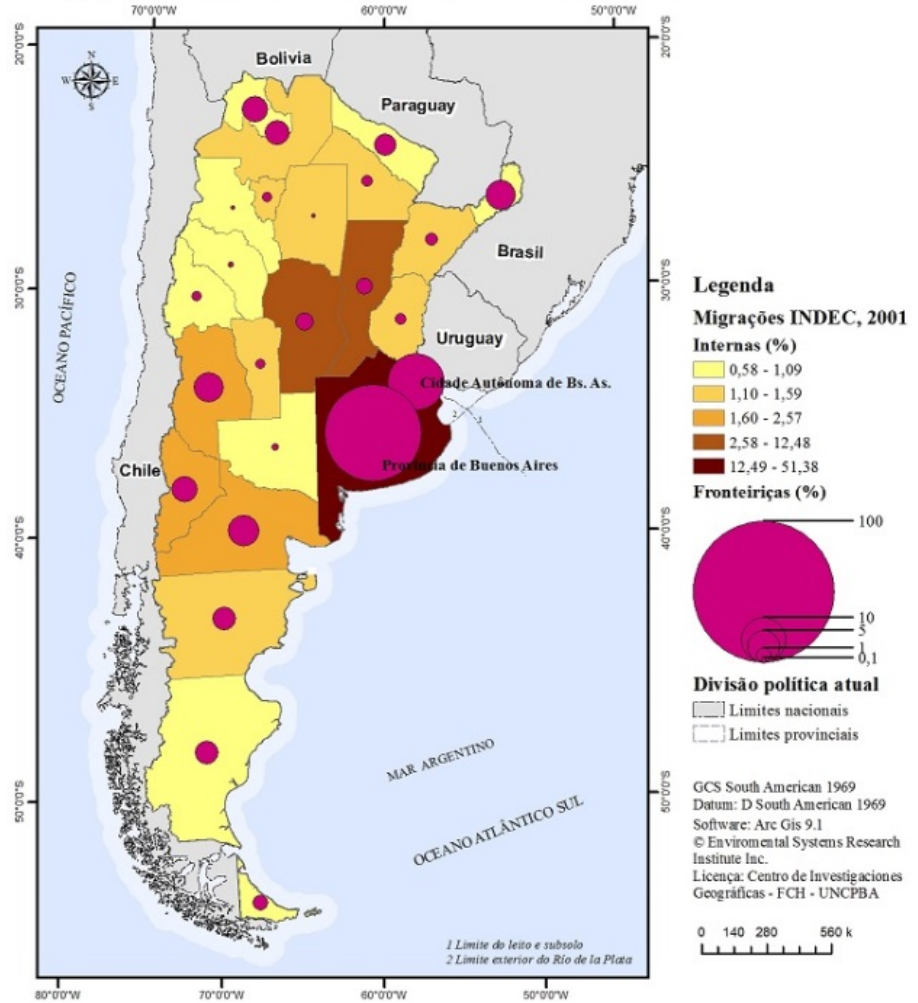 70°0'0"W 60°0'0"W 50°0'0"W
20°0'0"S
20°0'0"S
N
W E
S
Bolivia
Paraguay
Brasil
30°0'0"S
30°0'0"S
OCEANO PACÍFICO
Uruguay
Cidade Autônoma de Bs. As.
Provincia de Buenos Aires
Chile
40°0'0"S
40°0'0"S
MAR ARGENTINO
OCEANO ATLÂNTICO SUL
50°0'0"S
50°0'0"S
1 Limite do leito e subsolo
2 Limite exterior do Río de la Plata
80°0'0"W 70°0'0"W 60°0'0"W 50°0'0"W
Legenda
Migrações INDEC, 2001
Internas (%)
0,58 - 1,09
1,10 - 1,59
1,60 - 2,57
2,58 - 12,48
12,49 - 51,38
Fronteiriças (%)
100
10
5
1
0,1
Divisão política atual
Limites nacionais
Limites provinciais
GCS South American 1969
Datum: D South American 1969
Software: Arc Gis 9.1
© Enviromental Systems Research
Institute Inc.
Licença: Centro de Investigaciones
Geográficas - FCH - UNCPBA
0 140 280 560 k